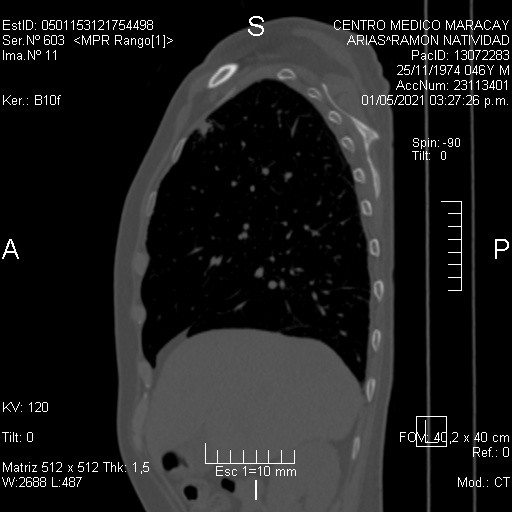 EstID: 0501153121754498
Ser.Nº 603 <MPR Rango[1]>
Ima.Nº 11
Ker.: B10f
S
CENTRO MEDICO MARACAY
ARIAS^RAMON NATIVIDAD
PacID: 13072283
25/11/1974 046Y M
AccNum: 23113401
01/05/2021 03:27:26 p.m.
Spin: -90
Tilt: 0
A
P
KV: 120
Tilt: 0
Matriz 512 x 512 Thk: 1,5
W:2688 L:487
Esc 1=10 mm
I
FOM: 40,2 x 40 cm
Ref.: 0
Mod.: CT